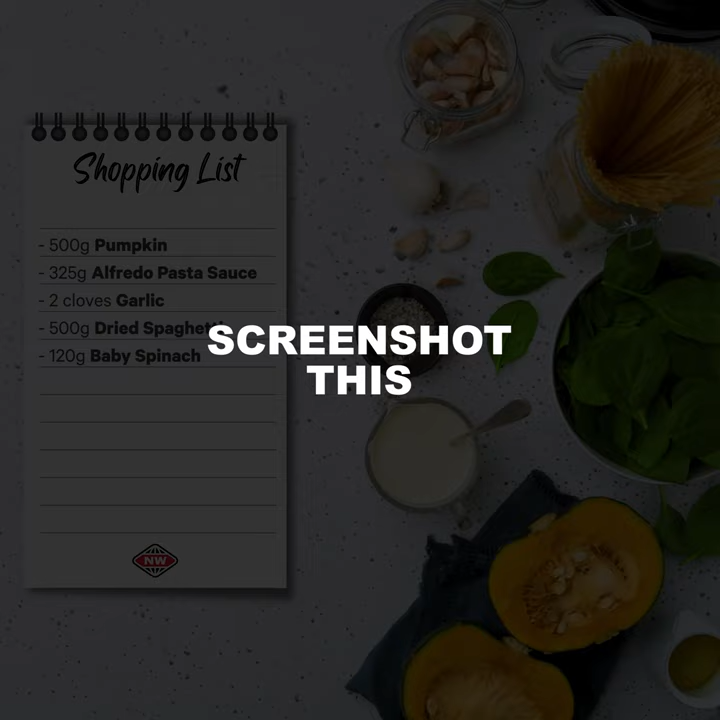 Shopping List
- 500g Pumpkin
- 325g Alfredo Pasta Sauce
- 2 cloves Garlic
- 500g Dried Spaghetti
- 120g Baby Spinach
SCREENSHOT
THIS
NW